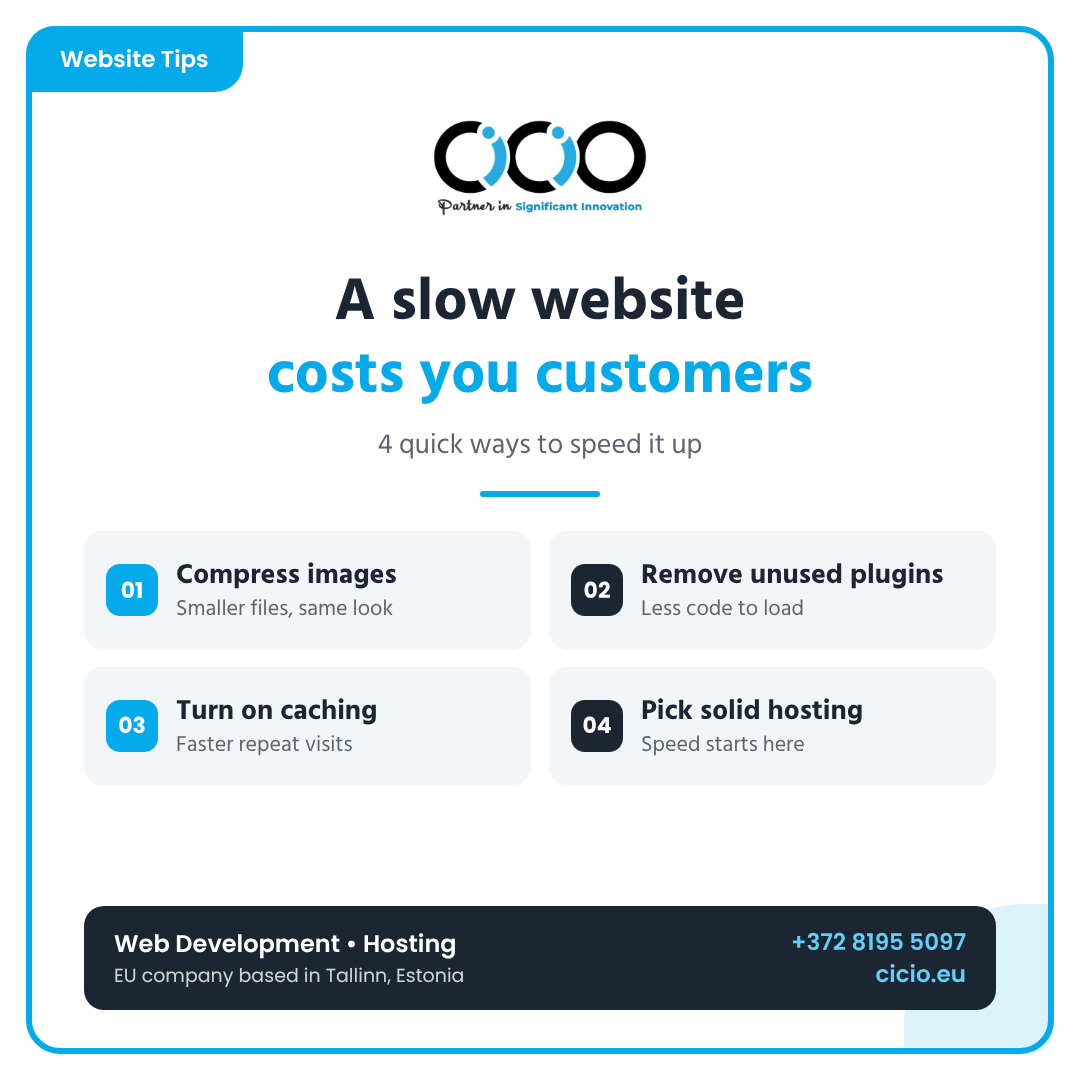 Website Tips
CiCiO
Partner in Significant Innovation
A slow website
costs you customers
4 quick ways to speed it up
01
Compress images
Smaller files, same look
02
Remove unused plugins
Less code to load
03
Turn on caching
Faster repeat visits
04
Pick solid hosting
Speed starts here
Web Development • Hosting
EU company based in Tallinn, Estonia
+372 8195 5097
cicio.eu